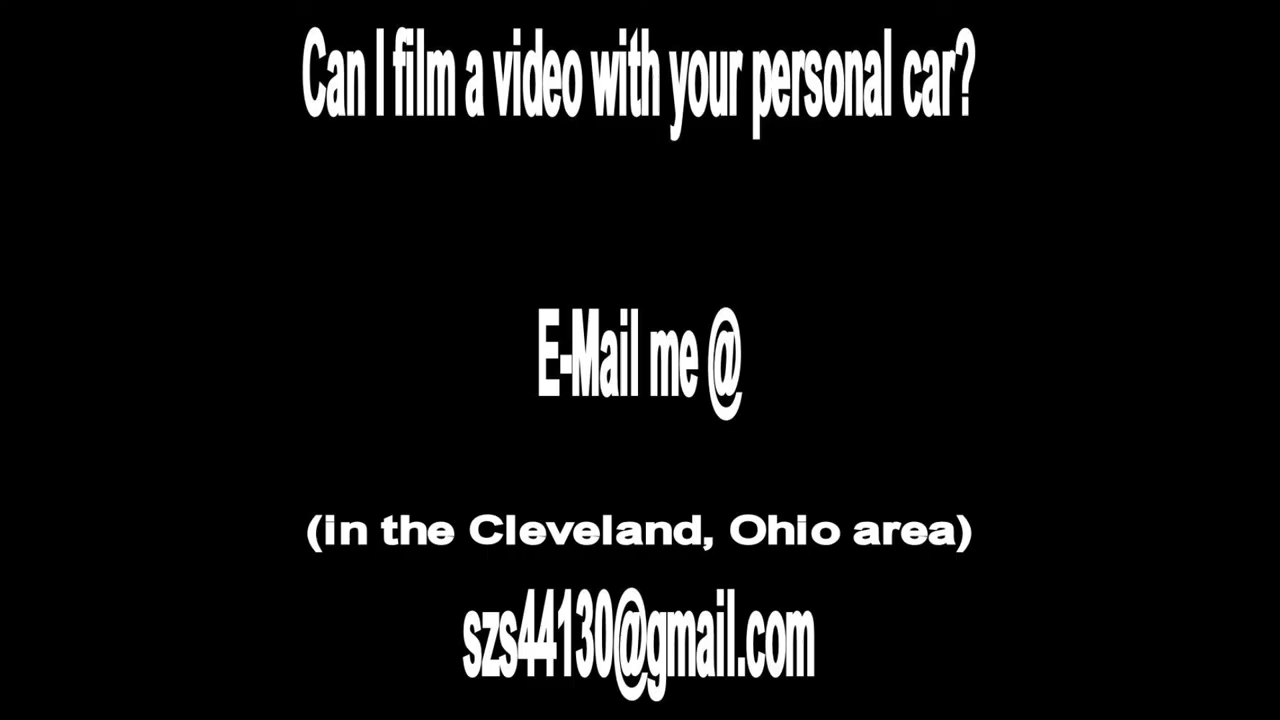 Can I film a video with your personal car?
E-Mail me @
(in the Cleveland, Ohio area)
szs44130@gmail.com